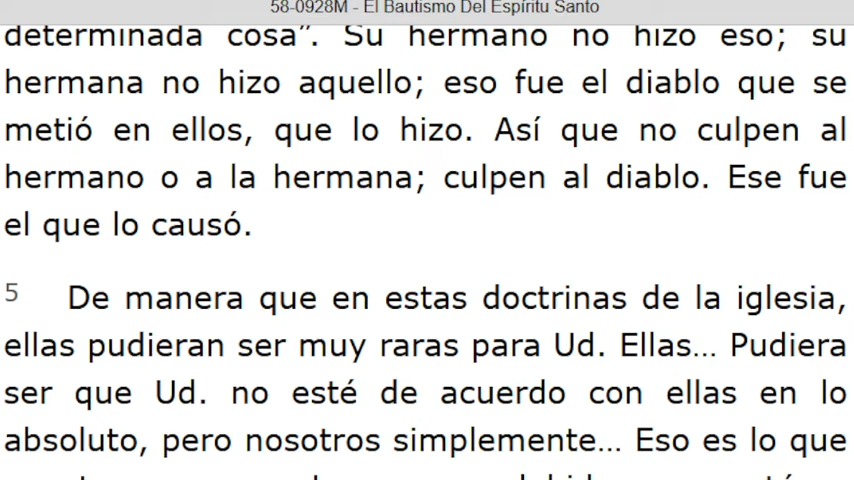 58-0928M - El Bautismo Del Espíritu Santo
determinada cosa”. Su hermano no hizo eso; su
hermana no hizo aquello; eso fue el diablo que se
metió en ellos, que lo hizo. Así que no culpen al
hermano o a la hermana; culpen al diablo. Ese fue
el que lo causó.
5 De manera que en estas doctrinas de la iglesia,
ellas pudieran ser muy raras para Ud. Ellas… Pudiera
ser que Ud. no esté de acuerdo con ellas en lo
absoluto, pero nosotros simplemente… Eso es lo que